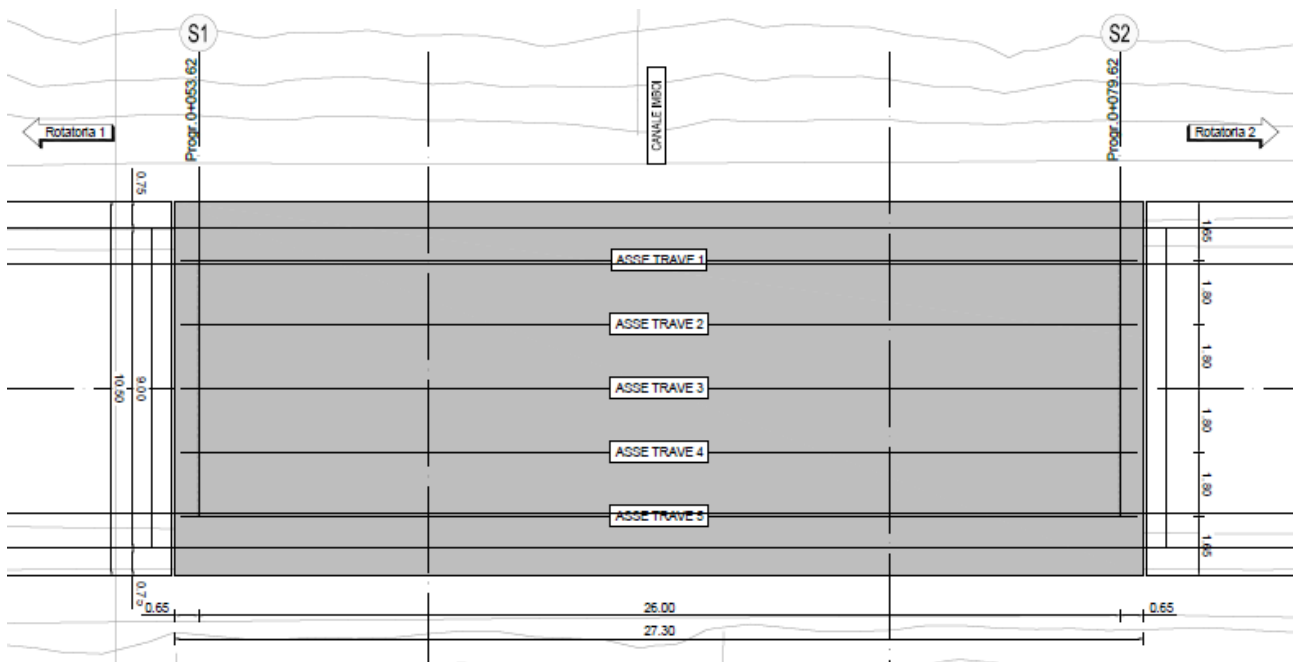 S1
S2
Progr.0+053.62
Progr.0+079.62
CANALE IMBOI
Rotatoria 1
Rotatoria 2
0.75
9.00
10.50
0.75
ASSE TRAVE 1
ASSE TRAVE 2
ASSE TRAVE 3
ASSE TRAVE 4
ASSE TRAVE 5
1.65
1.80
1.80
1.80
1.80
1.65
0.65
26.00
0.65
27.30